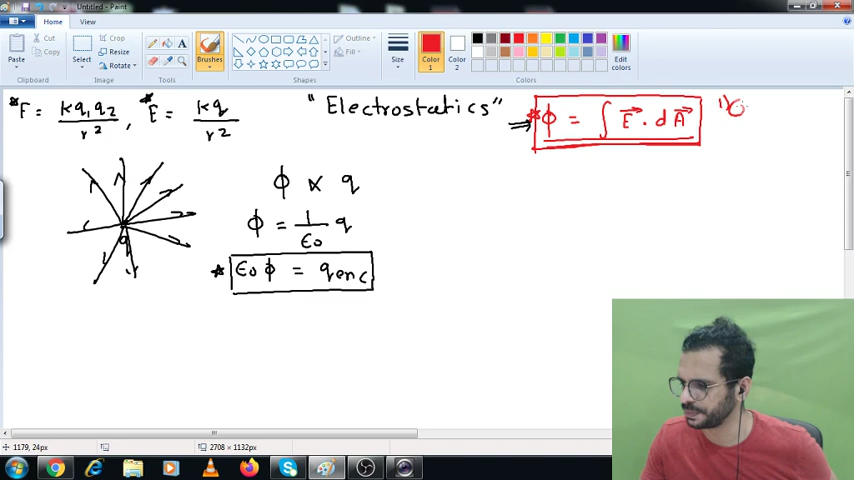 Untitled - Paint
Home View
Cut
Copy
Paste
Clipboard
Select
Crop
Resize
Rotate
Image
Tools
Brushes
Shapes
Outline
Fill
Size
Color 1
Color 2
Colors
Edit colors
*F = kq₁q₂/r² , *E = kq/r²
"Electrostatics"
⇒ *ϕ = ∫ E⃗ · dA⃗
1)
ϕ ∝ q
ϕ = 1/ϵ₀ q
q
* ϵ₀ϕ = qenc
1179, 24px
2708 × 1132px